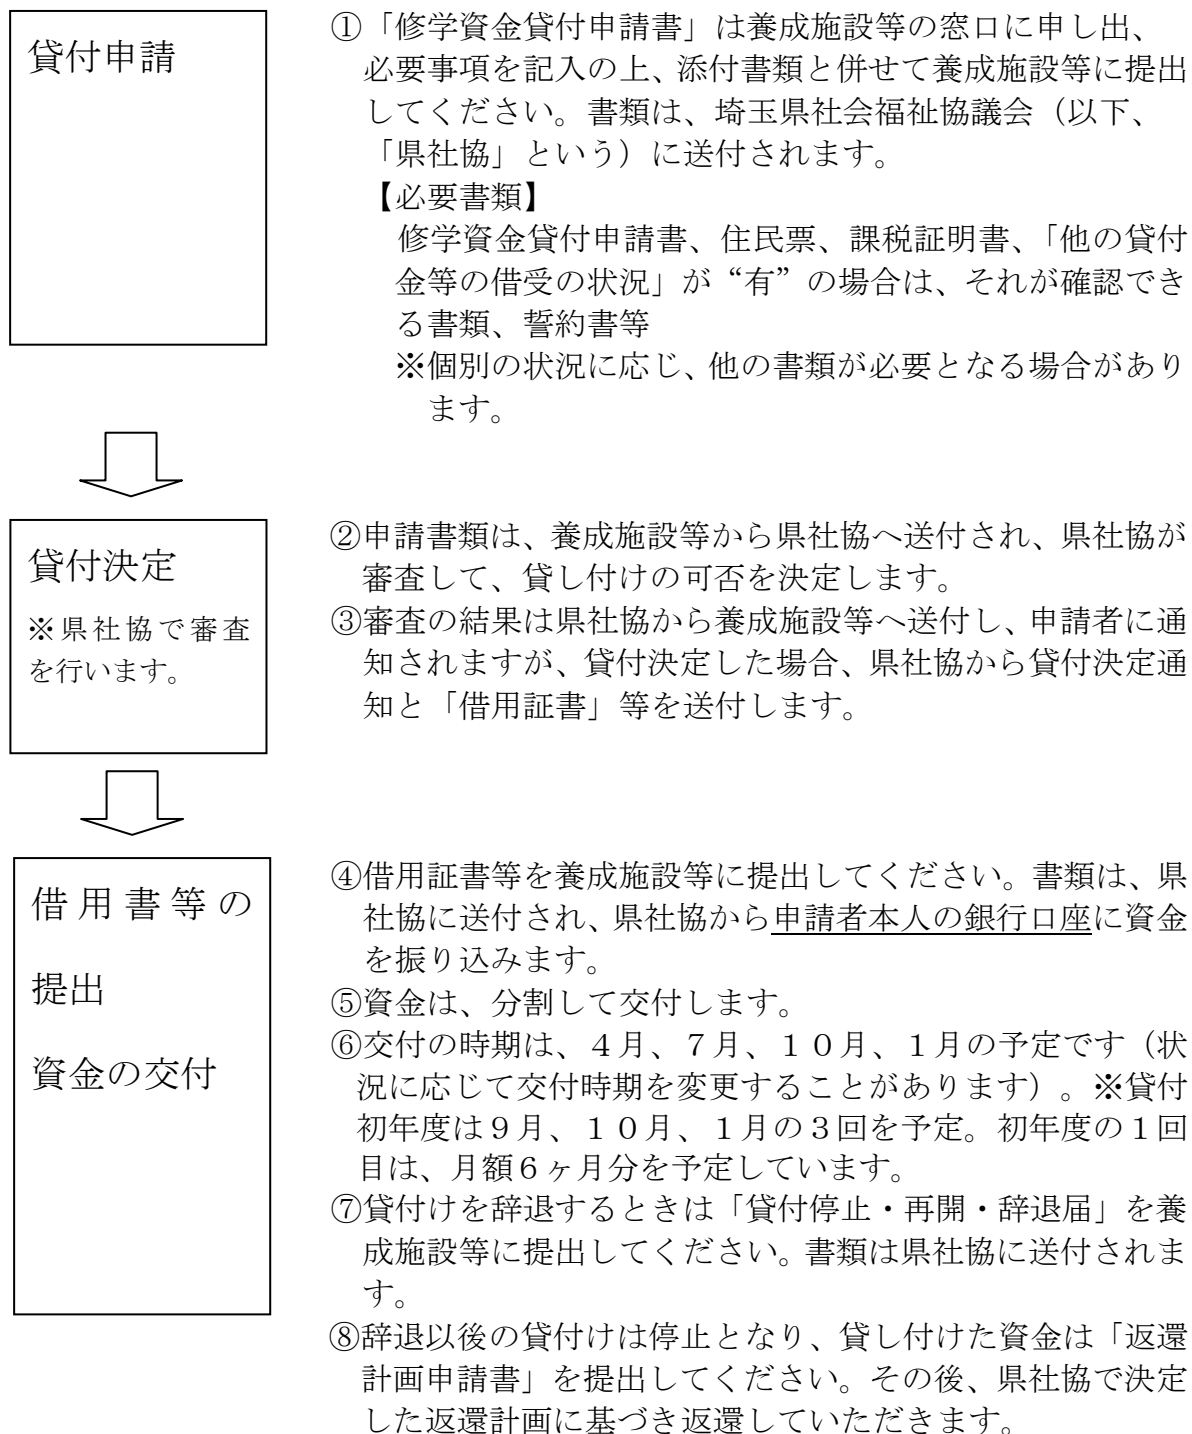 貸付申請
①「修学資金貸付申請書」は養成施設等の窓口に申し出、
必要事項を記入の上、添付書類と併せて養成施設等に提出
してください。書類は、埼玉県社会福祉協議会（以下、
「県社協」という）に送付されます。
【必要書類】
修学資金貸付申請書、住民票、課税証明書、「他の貸付
金等の借受の状況」が“有”の場合は、それが確認でき
る書類、誓約書等
※個別の状況に応じ、他の書類が必要となる場合があり
ます。
貸付決定
※県社協で審査
を行います。
②申請書類は、養成施設等から県社協へ送付され、県社協が
審査して、貸し付けの可否を決定します。
③審査の結果は県社協から養成施設等へ送付し、申請者に通
知されますが、貸付決定した場合、県社協から貸付決定通
知と「借用証書」等を送付します。
借用書等の
提出
資金の交付
④借用証書等を養成施設等に提出してください。書類は、県
社協に送付され、県社協から申請者本人の銀行口座に資金
を振り込みます。
⑤資金は、分割して交付します。
⑥交付の時期は、４月、７月、１０月、１月の予定です（状
況に応じて交付時期を変更することがあります）。※貸付
初年度は９月、１０月、１月の３回を予定。初年度の１回
目は、月額６ヶ月分を予定しています。
⑦貸付けを辞退するときは「貸付停止・再開・辞退届」を養
成施設等に提出してください。書類は県社協に送付されま
す。
⑧辞退以後の貸付けは停止となり、貸し付けた資金は「返還
計画申請書」を提出してください。その後、県社協で決定
した返還計画に基づき返還していただきます。